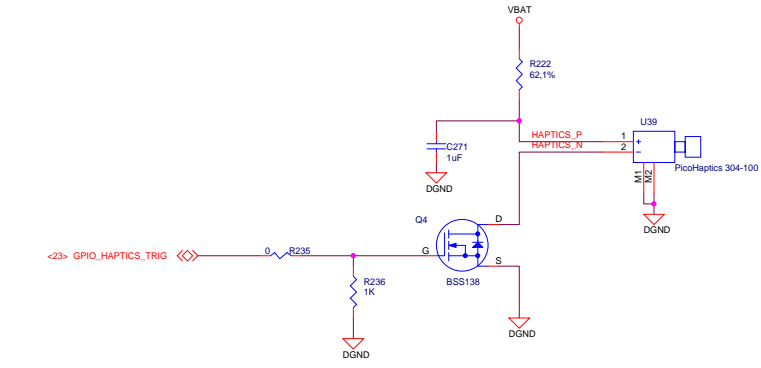 VBAT
R222
62,1%
U39
HAPTICS_P
1
+
HAPTICS_N
2
-
C271
1uF
PicoHaptics 304-100
M1
M2
DGND
DGND
Q4
D
<23> GPIO_HAPTICS_TRIG
0
R235
G
S
R236
1K
BSS138
DGND
DGND